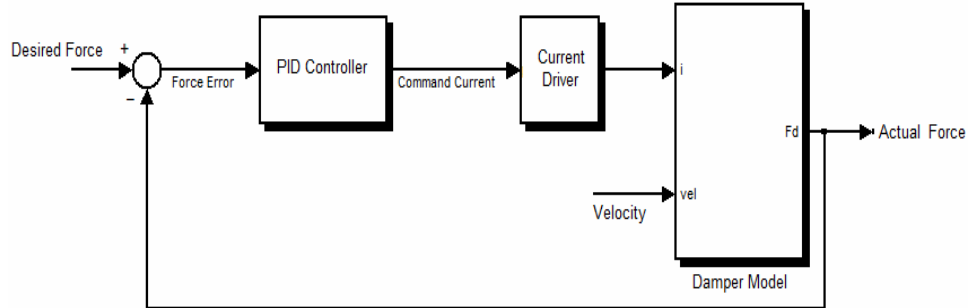 Desired Force
+
−
Force Error
PID Controller
Command Current
Current
Driver
i
Fd
Actual Force
vel
Velocity
Damper Model